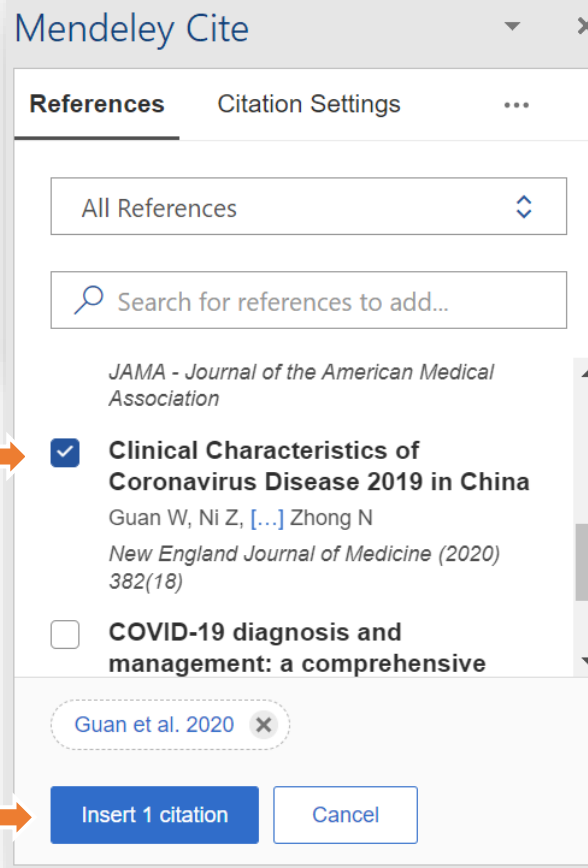 Mendeley Cite
References Citation Settings ...
All References
Search for references to add...
JAMA - Journal of the American Medical
Association
Clinical Characteristics of
Coronavirus Disease 2019 in China
Guan W, Ni Z, [...] Zhong N
New England Journal of Medicine (2020)
382(18)
COVID-19 diagnosis and
management: a comprehensive
Guan et al. 2020
Insert 1 citation Cancel